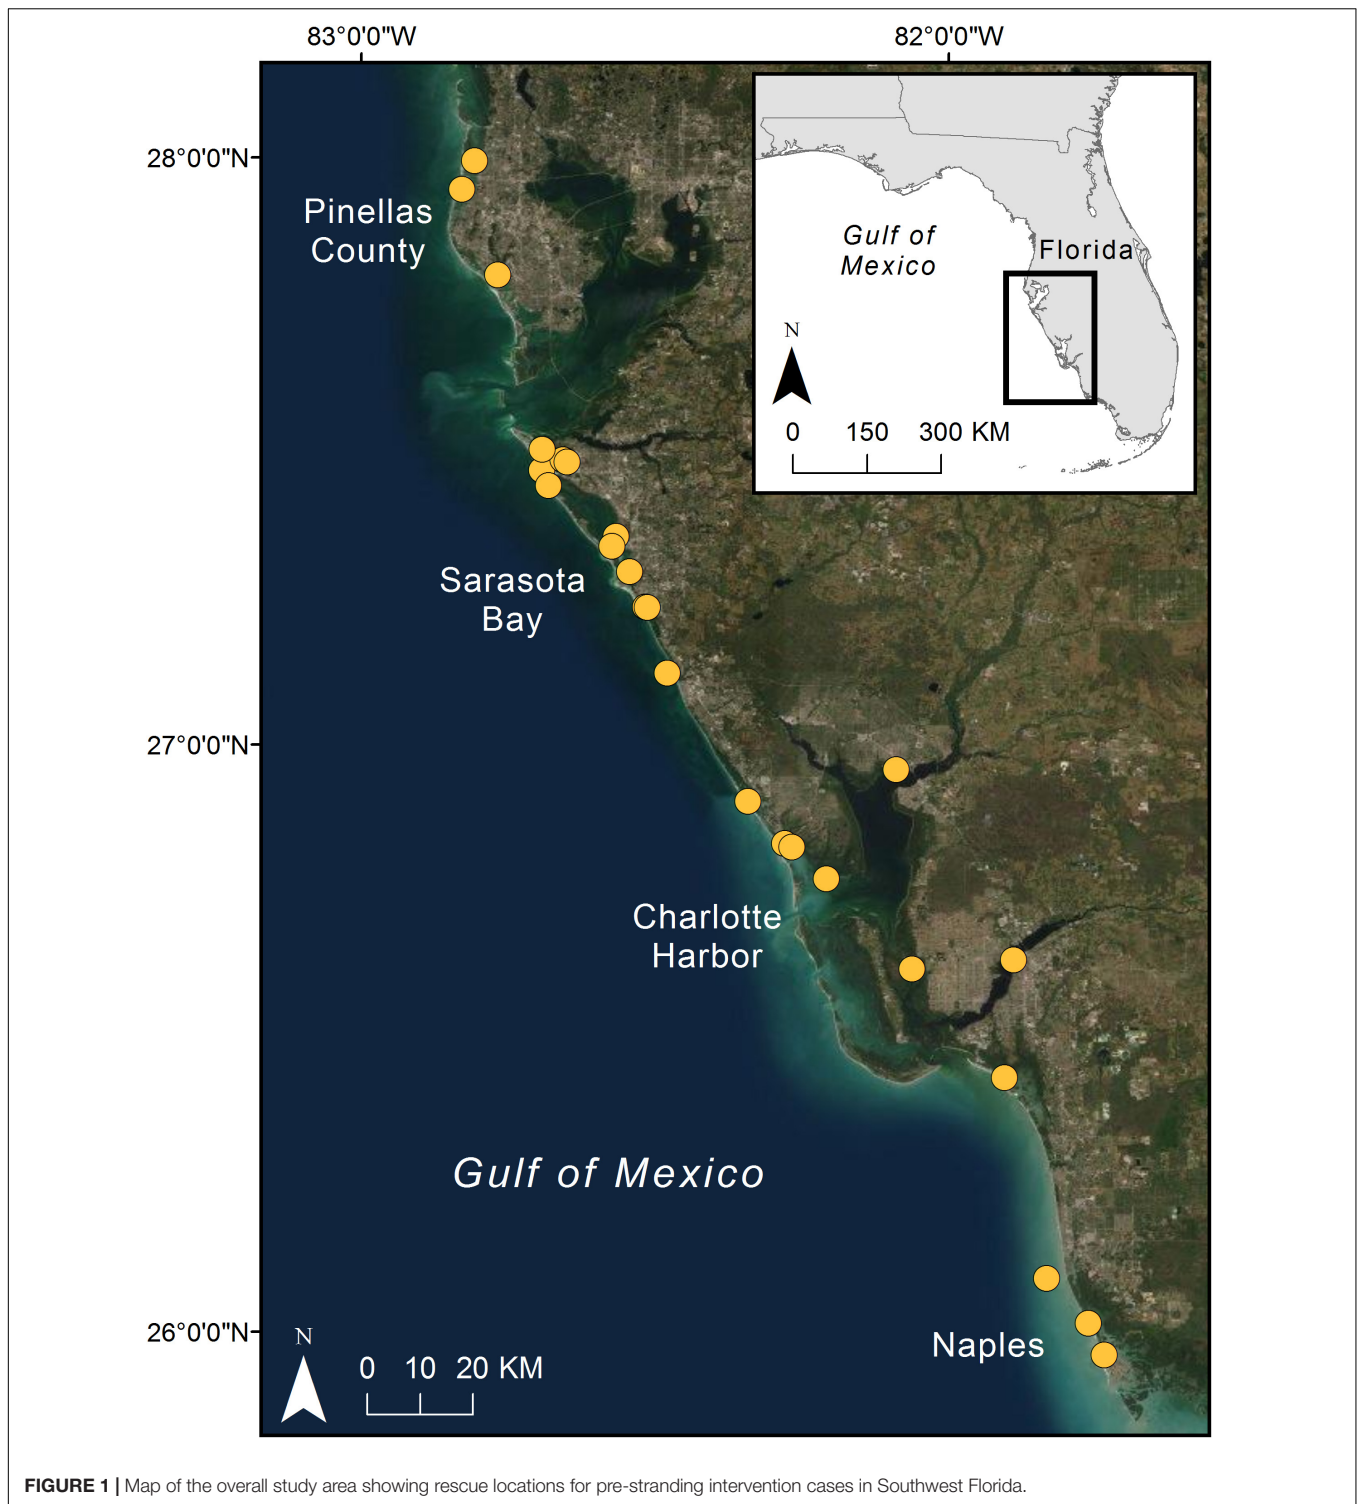 83°0'0"W
82°0'0"W
28°0'0"N
27°0'0"N
26°0'0"N
Pinellas
County
Sarasota
Bay
Charlotte
Harbor
Gulf of Mexico
Naples
N
0 10 20 KM
Gulf of
Mexico
Florida
N
0 150 300 KM
FIGURE 1 | Map of the overall study area showing rescue locations for pre-stranding intervention cases in Southwest Florida.